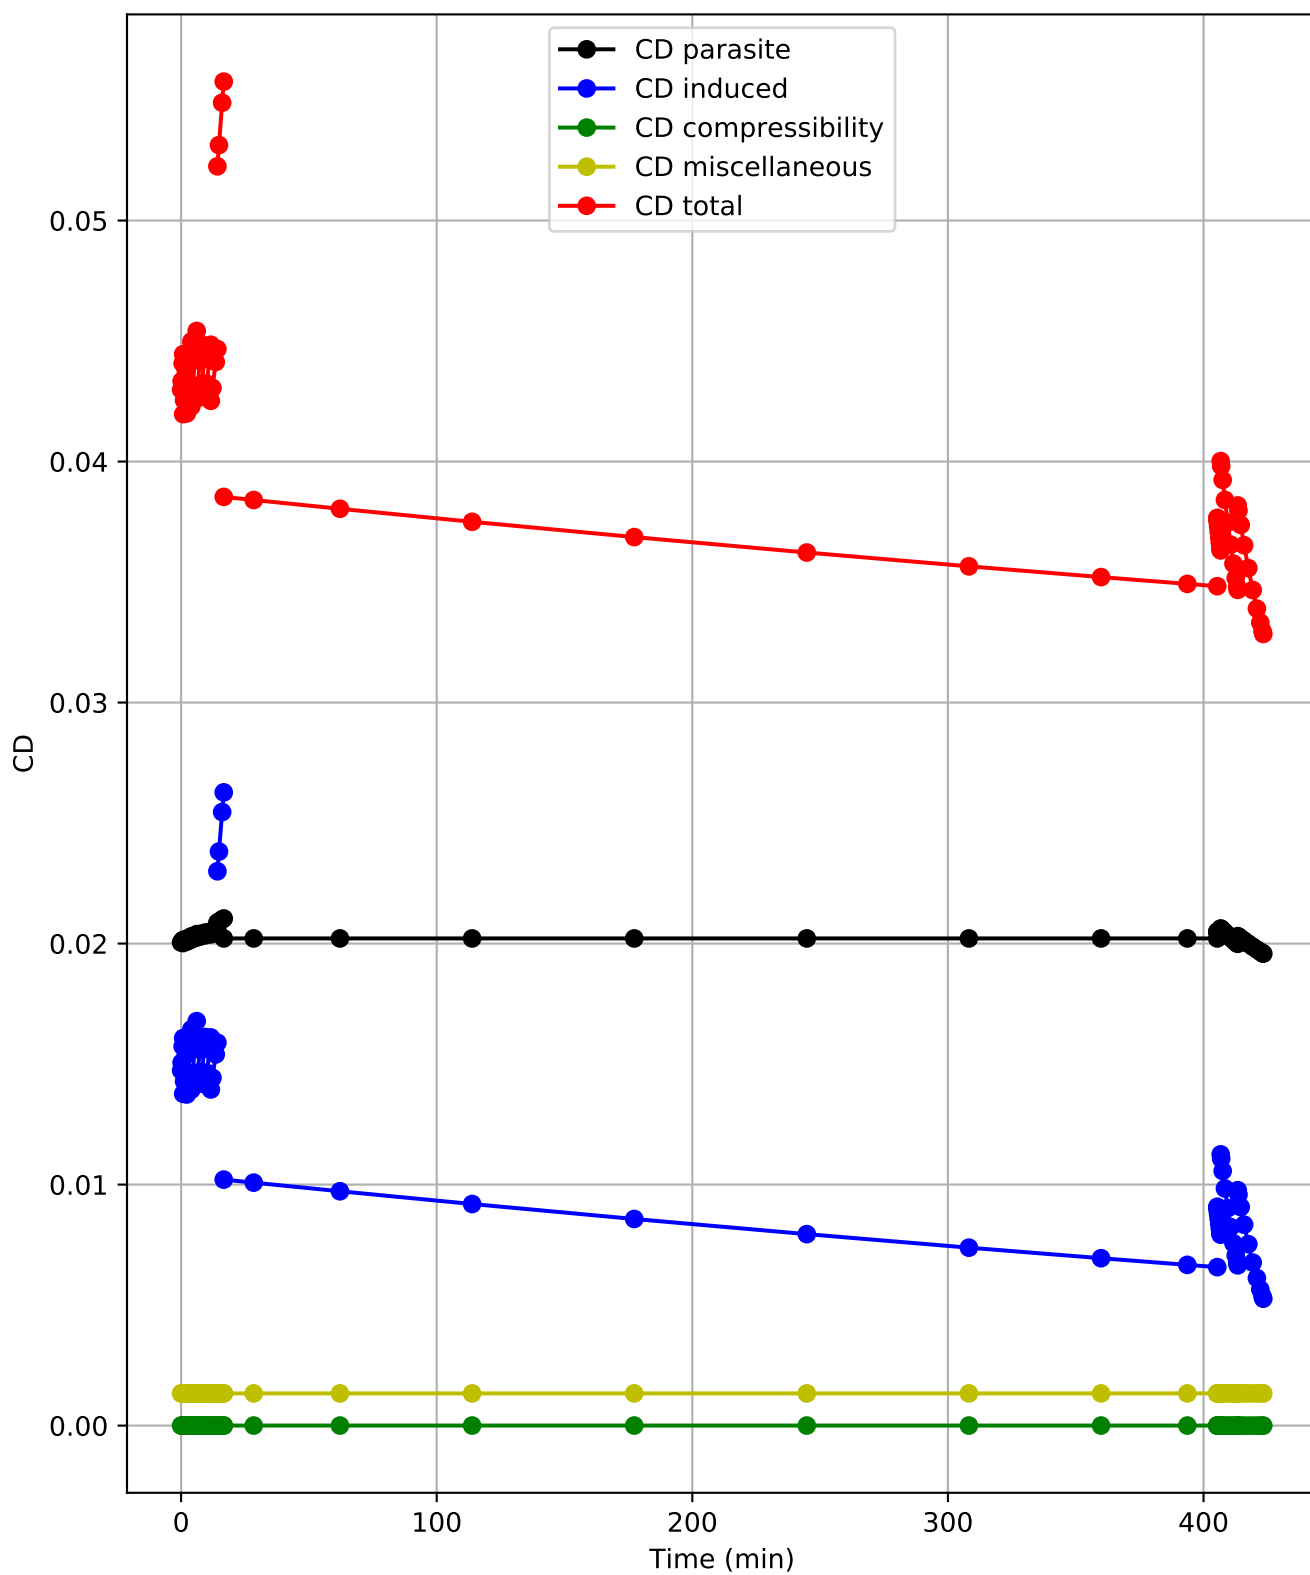 CD parasite
CD induced
CD compressibility
CD miscellaneous
CD total
0.05
0.04
0.03
0.02
0.01
0.00
CD
0 100 200 300 400
Time (min)